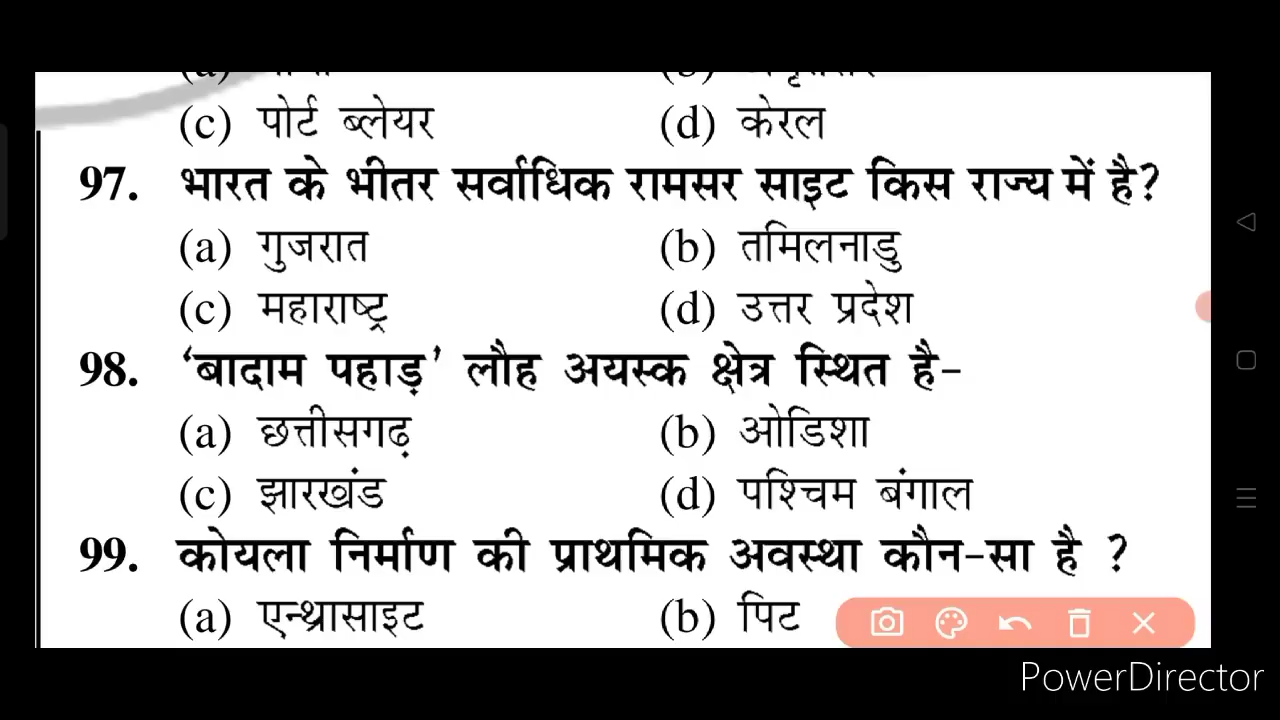 (c) पोर्ट ब्लेयर (d) केरल
97. भारत के भीतर सर्वाधिक रामसर साइट किस राज्य में है?
(a) गुजरात (b) तमिलनाडु
(c) महाराष्ट्र (d) उत्तर प्रदेश
98. ‘बादाम पहाड़’ लौह अयस्क क्षेत्र स्थित है-
(a) छत्तीसगढ़ (b) ओडिशा
(c) झारखंड (d) पश्चिम बंगाल
99. कोयला निर्माण की प्राथमिक अवस्था कौन-सा है ?
(a) एन्थ्रासाइट (b) पिट
PowerDirector